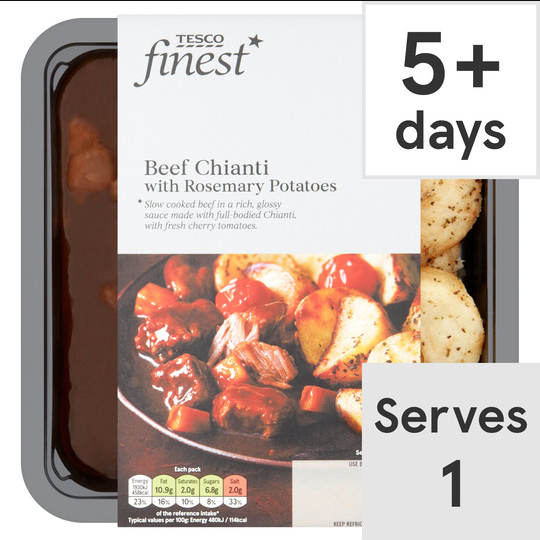 TESCO
finest*
5+
days
Beef Chianti
with Rosemary Potatoes
* Slow cooked beef in a rich, glossy
sauce made with full-bodied Chianti,
with fresh cherry tomatoes.
Serves
1
Each pack
Energy
1930kJ
458kcal
23%
Fat
10.9g
16%
Saturates
2.0g
10%
Sugars
6.8g
8%
Salt
2.0g
33%
of the reference intake*
Typical values per 100g: Energy 480kJ / 114kcal
Se
USE B
KEEP REFRIG